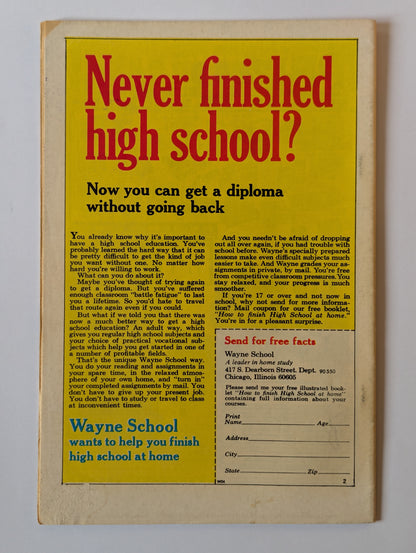 Never finished
high school?
Now you can get a diploma
without going back
You already know why it's important to
have a high school education. You've
probably learned the hard way that it can
be pretty difficult to get the kind of job
you want without one. No matter how
hard you're willing to work.
What can you do about it?
Maybe you've thought of trying again
to get a diploma. But you've suffered
enough classroom "battle fatigue" to last
you a lifetime. So you'd hate to travel
that route again even if you could.
But what if we told you that there was
now a much better way to get a high
school education? An adult way, which
gives you regular high school subjects and
your choice of practical vocational sub-
jects which help you get started in one of
a number of profitable fields.
That's the unique Wayne School way.
You do your reading and assignments in
your spare time, in the relaxed atmos-
phere of your own home, and "turn in"
your completed assignments by mail. You
don't have to give up your present job.
You don't have to study or travel to class
at inconvenient times.
Wayne School
wants to help you finish
high school at home
And you needn't be afraid of dropping
out all over again, if you had trouble with
school before. Wayne's specially prepared
lessons make even difficult subjects much
easier to take. And Wayne grades your as-
signments in private, by mail. You're free
from competitive classroom pressures. You
stay relaxed, and your progress is much
smoother.
If you're 17 or over and not now in
school, why not send for more informa-
tion? Mail coupon for our free booklet,
"How to finish High School at home."
You're in for a pleasant surprise.
Send for free facts
Wayne School
A leader in home study
417 S. Dearborn Street, Dept. 90 550
Chicago, Illinois 60605
Please send me your free illustrated book-
let "How to finish High School at home"
containing full information about your
courses.
Print
Name Age
Address
City
State Zip
2